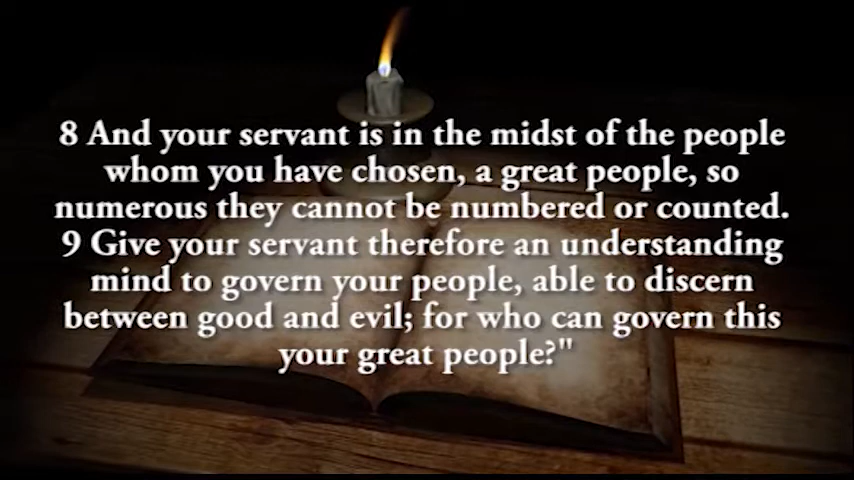 8 And your servant is in the midst of the people
whom you have chosen, a great people, so
numerous they cannot be numbered or counted.
9 Give your servant therefore an understanding
mind to govern your people, able to discern
between good and evil; for who can govern this
your great people?"